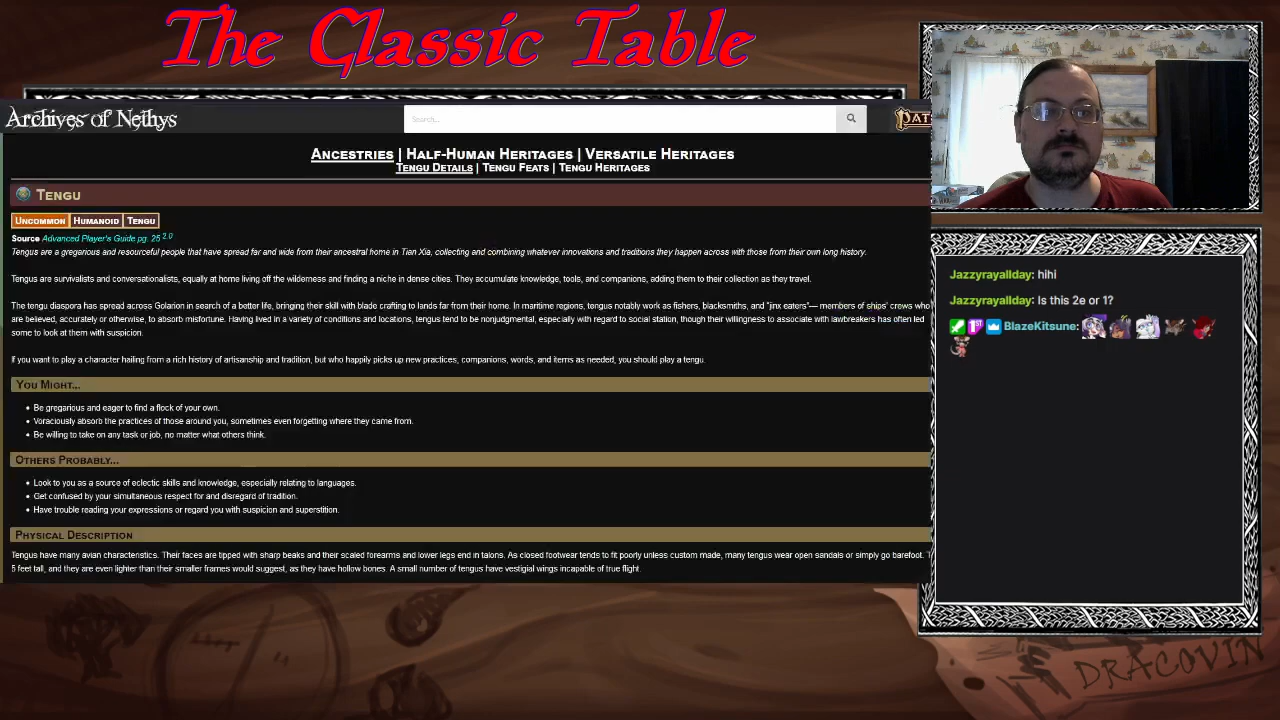 The Classic Table
Archives of Nethys
Search...
Ancestries | Half-Human Heritages | Versatile Heritages
Tengu Details | Tengu Feats | Tengu Heritages
Tengu
Uncommon Humanoid Tengu
Source Advanced Player's Guide pg. 25 2.0
Tengus are a gregarious and resourceful people that have spread far and wide from their ancestral home in Tian Xia, collecting and combining whatever innovations and traditions they happen across with those from their own long history.
Tengus are survivalists and conversationalists, equally at home living off the wilderness and finding a niche in dense cities. They accumulate knowledge, tools, and companions, adding them to their collection as they travel.
The tengu diaspora has spread across Golarion in search of a better life, bringing their skill with blade crafting to lands far from their home. In maritime regions, tengus notably work as fishers, blacksmiths, and "jinx eaters"— members of ships' crews who
are believed, accurately or otherwise, to absorb misfortune. Having lived in a variety of conditions and locations, tengus tend to be nonjudgmental, especially with regard to social station, though their willingness to associate with lawbreakers has often led
some to look at them with suspicion.
If you want to play a character hailing from a rich history of artisanship and tradition, but who happily picks up new practices, companions, words, and items as needed, you should play a tengu.
You Might...
• Be gregarious and eager to find a flock of your own.
• Voraciously absorb the practices of those around you, sometimes even forgetting where they came from.
• Be willing to take on any task or job, no matter what others think.
Others Probably...
• Look to you as a source of eclectic skills and knowledge, especially relating to languages.
• Get confused by your simultaneous respect for and disregard of tradition.
• Have trouble reading your expressions or regard you with suspicion and superstition.
Physical Description
Tengus have many avian characteristics. Their faces are tipped with sharp beaks and their scaled forearms and lower legs end in talons. As closed footwear tends to fit poorly unless custom made, many tengus wear open sandals or simply go barefoot.
5 feet tall, and they are even lighter than their smaller frames would suggest, as they have hollow bones. A small number of tengus have vestigial wings incapable of true flight.
Jazzyrayallday: hihi
Jazzyrayallday: Is this 2e or 1?
1ST BlazeKitsune:
DRACOVIN